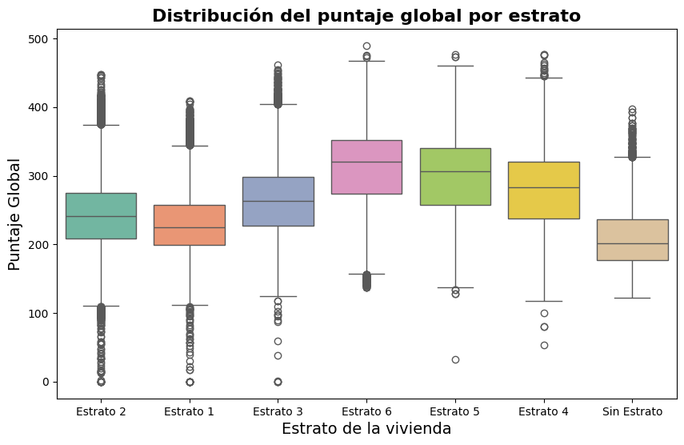 Distribución del puntaje global por estrato
Puntaje Global
500
400
300
200
100
0
Estrato 2 Estrato 1 Estrato 3 Estrato 6 Estrato 5 Estrato 4 Sin Estrato
Estrato de la vivienda